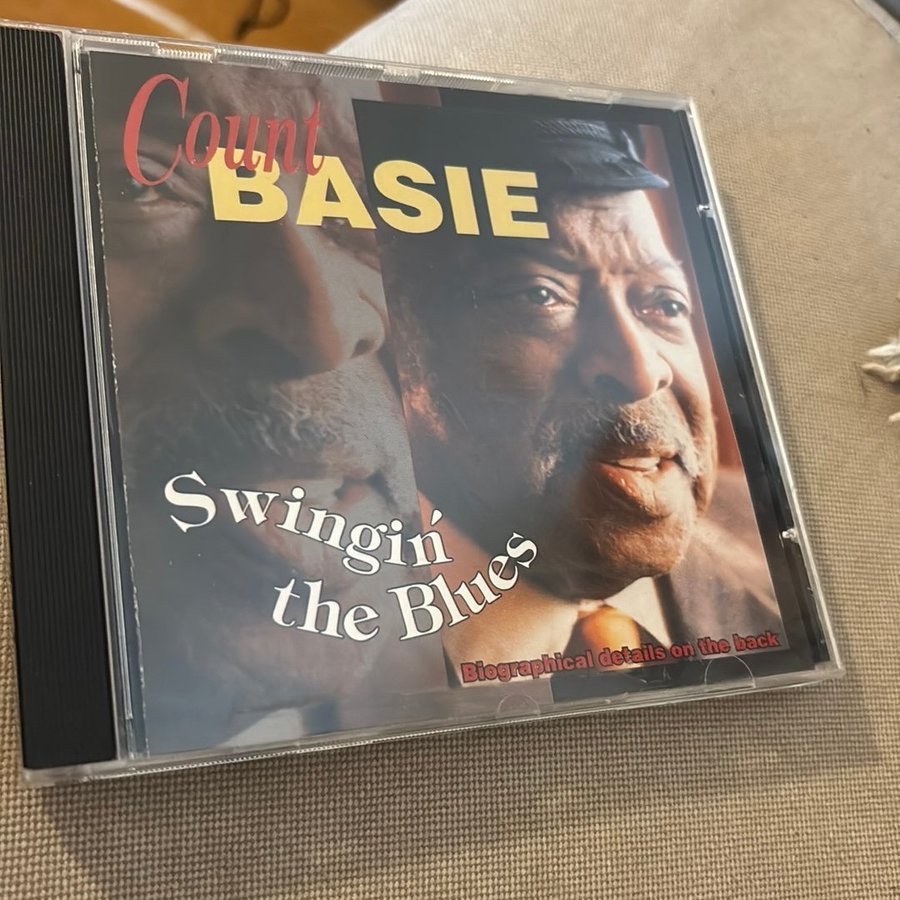 Count
BASIE
Swingin'
the Blues
Biographical details on the back